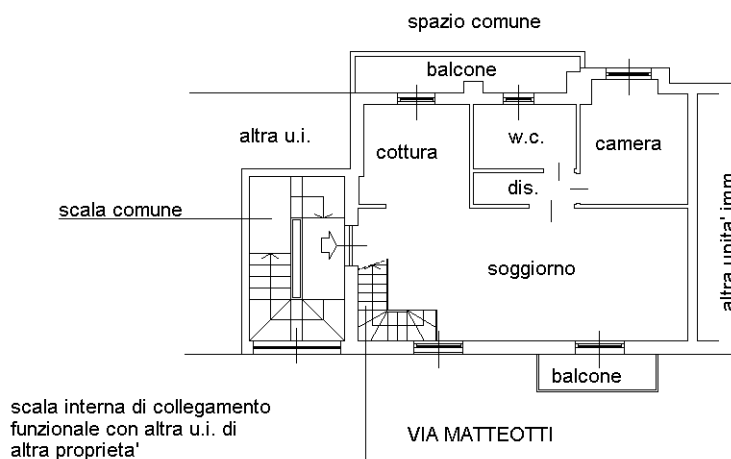 spazio comune
balcone
altra u.i.
cottura
w.c.
camera
dis.
scala comune
soggiorno
altra unita' imm.
balcone
scala interna di collegamento
funzionale con altra u.i. di
altra proprieta'
VIA MATTEOTTI